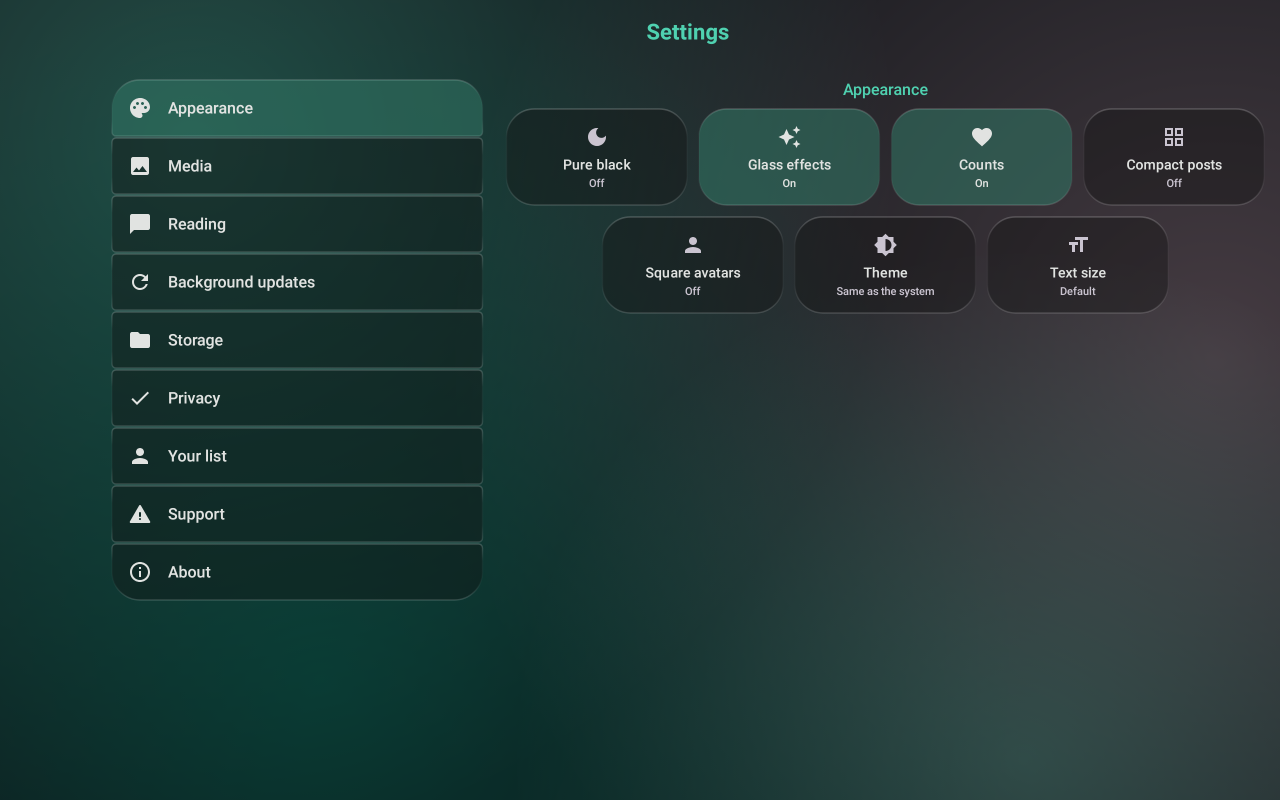 Settings
Appearance
Media
Reading
Background updates
Storage
Privacy
Your list
Support
About
Appearance
Pure black
Off
Glass effects
On
Counts
On
Compact posts
Off
Square avatars
Off
Theme
Same as the system
Text size
Default